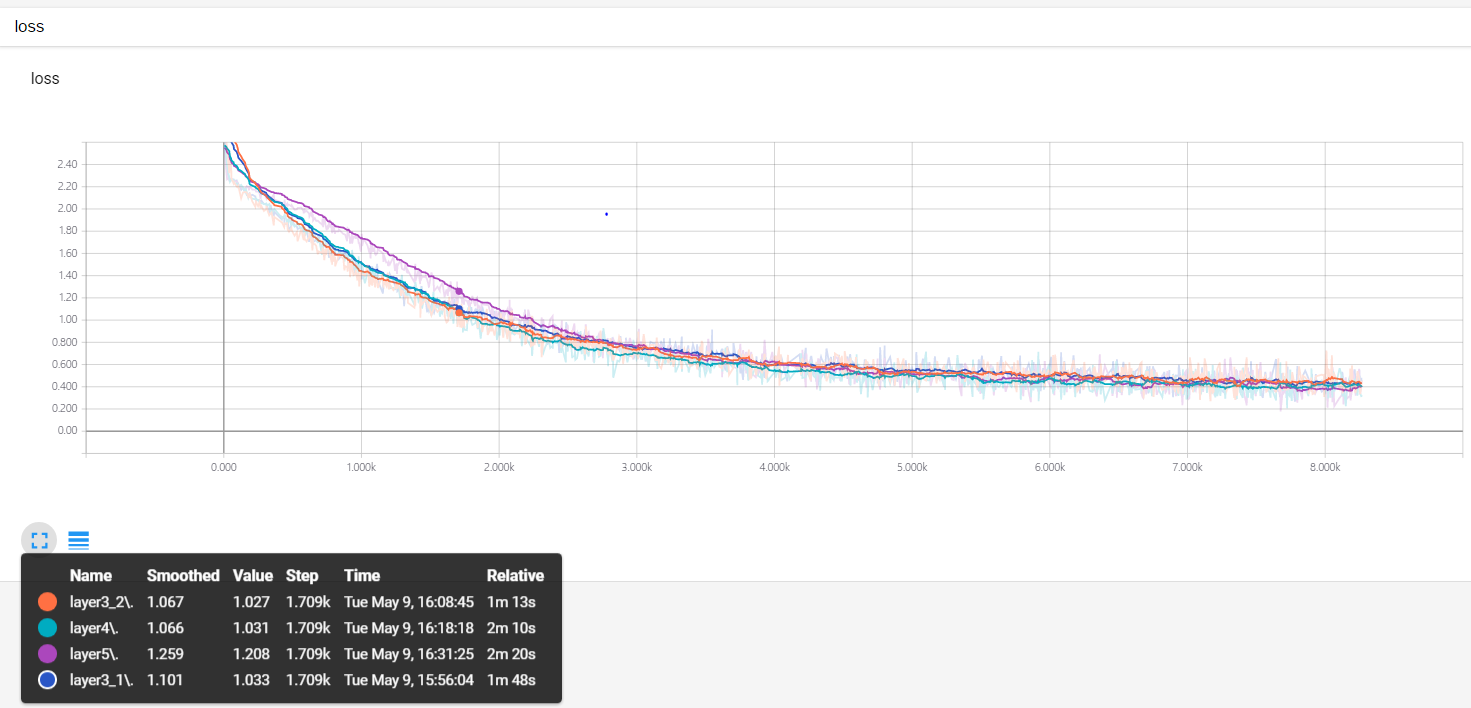 loss
loss
2.40
2.20
2.00
1.80
1.60
1.40
1.20
1.00
0.800
0.600
0.400
0.200
0.00
0.000 1.000k 2.000k 3.000k 4.000k 5.000k 6.000k 7.000k 8.000k
Name Smoothed Value Step Time Relative
layer3_2\. 1.067 1.027 1.709k Tue May 9, 16:08:45 1m 13s
layer4\. 1.066 1.031 1.709k Tue May 9, 16:18:18 2m 10s
layer5\. 1.259 1.208 1.709k Tue May 9, 16:31:25 2m 20s
layer3_1\. 1.101 1.033 1.709k Tue May 9, 15:56:04 1m 48s